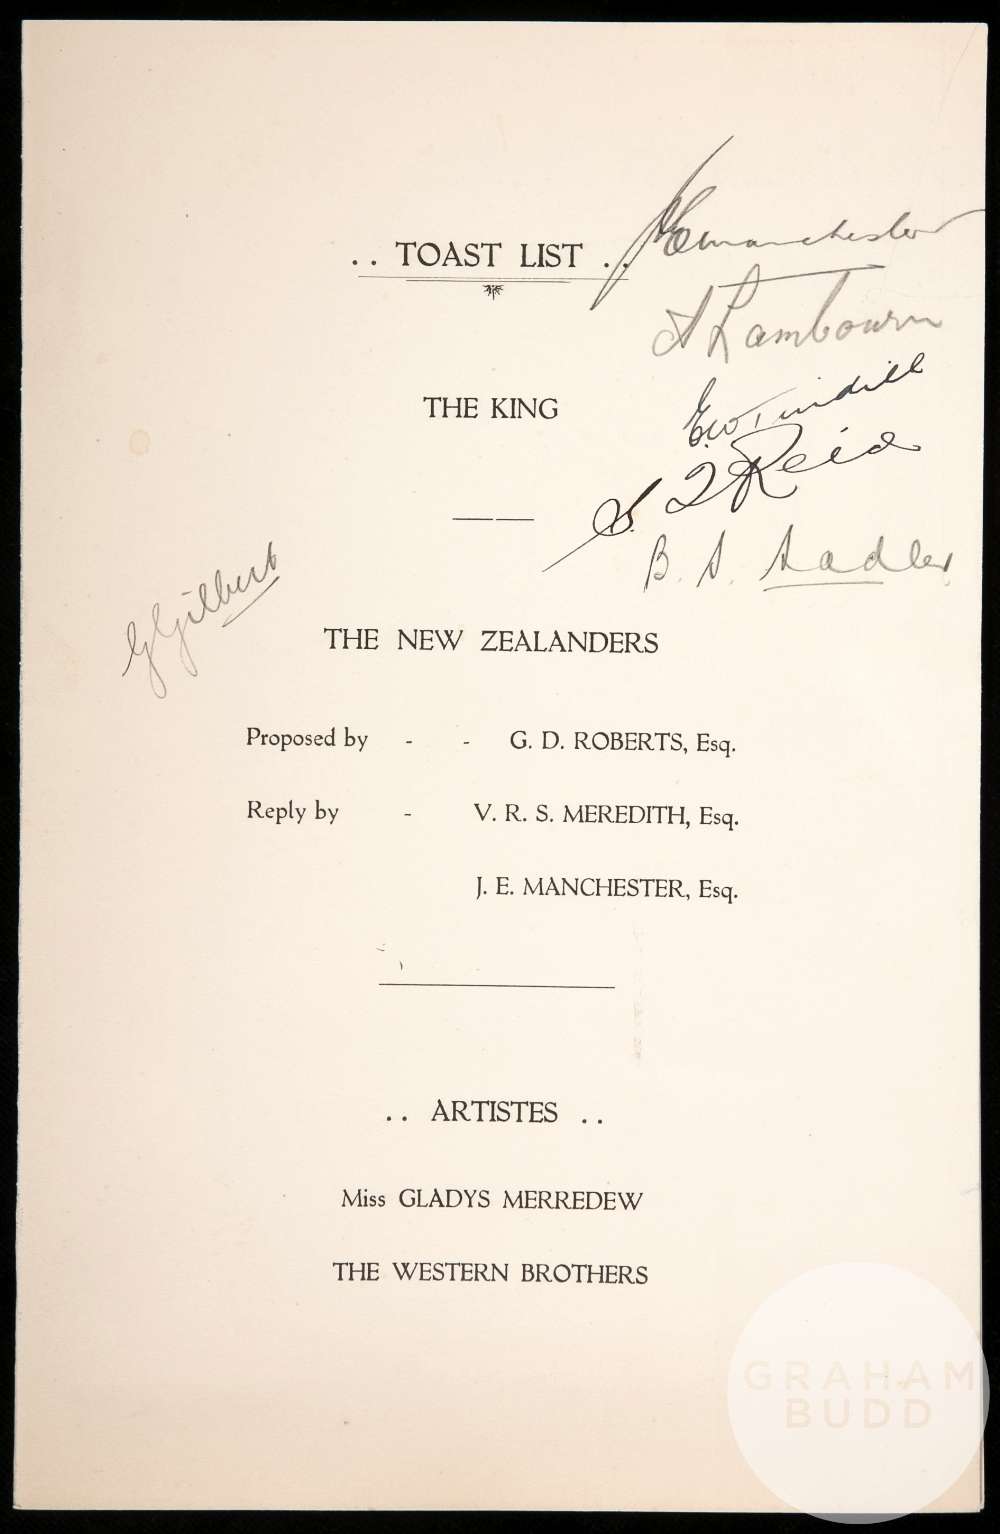 .. TOAST LIST ..
JEManchester
A Lambourn
THE KING
E.W Tindill
S. T Reid
B. S. Sadler
G Gilbert
THE NEW ZEALANDERS
Proposed by - - G. D. ROBERTS, Esq.
Reply by - V. R. S. MEREDITH, Esq.
J. E. MANCHESTER, Esq.
.. ARTISTES ..
Miss GLADYS MERREDEW
THE WESTERN BROTHERS
GRAHAM
BUDD